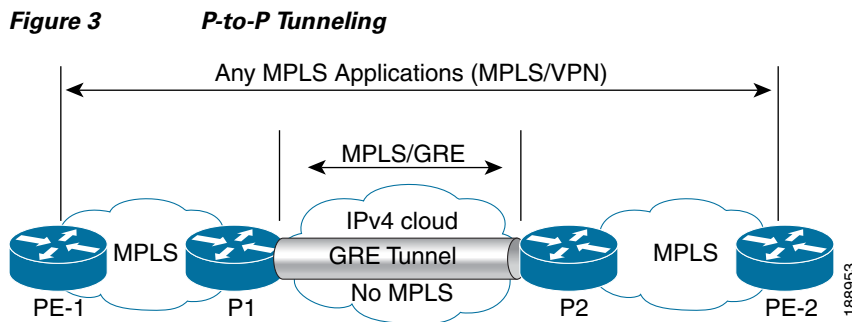 Figure 3 P-to-P Tunneling
Any MPLS Applications (MPLS/VPN)
MPLS/GRE
IPv4 cloud
MPLS
GRE Tunnel
MPLS
No MPLS
PE-1
P1
P2
PE-2
188953